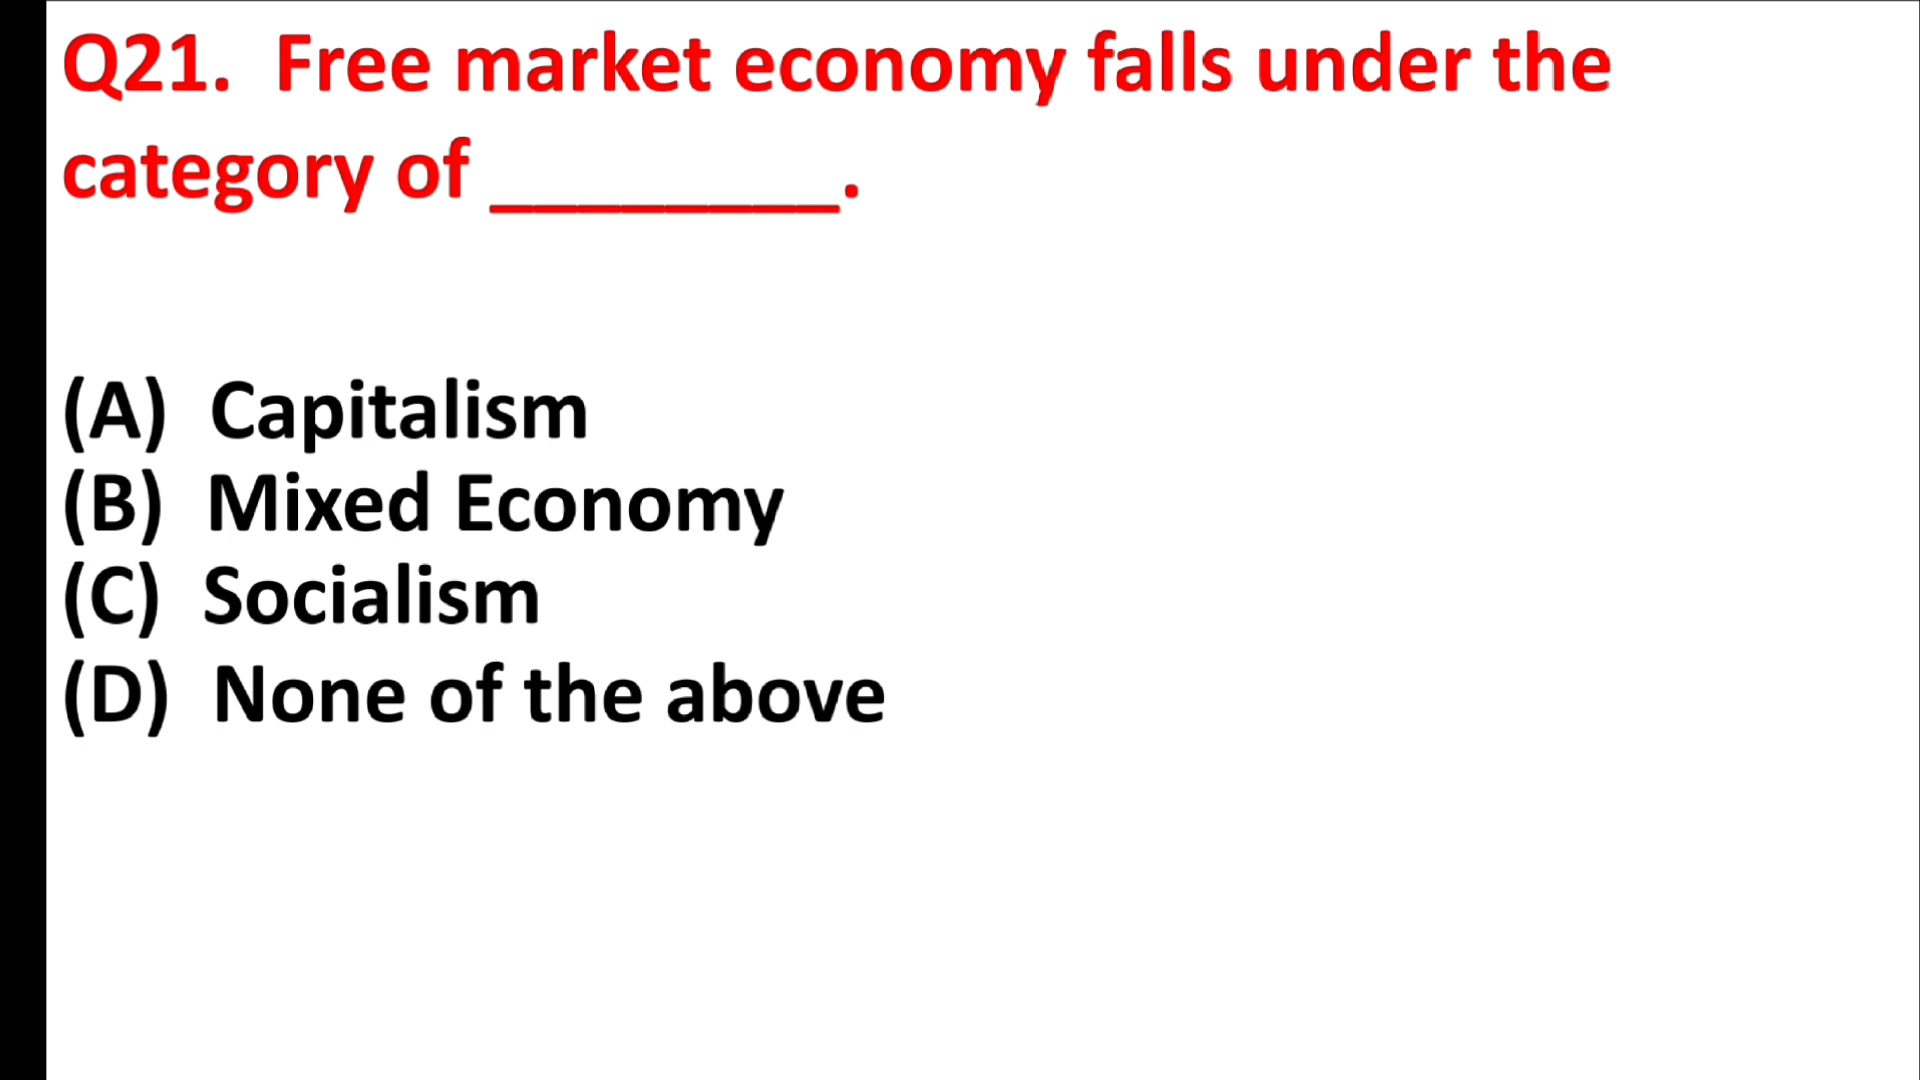 Q21.  Free market economy falls under the
category of ________.
(A)  Capitalism
(B)  Mixed Economy
(C)  Socialism
(D)  None of the above